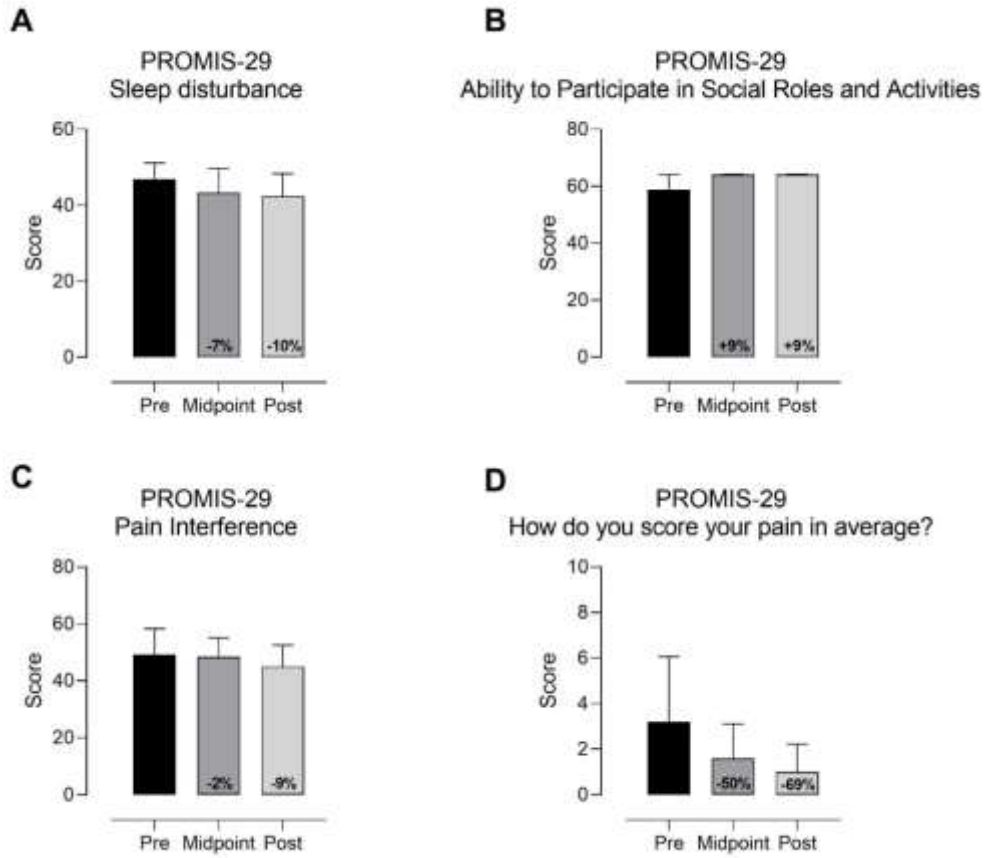 A
PROMIS-29
Sleep disturbance
60
40
20
0
Score
-7%
-10%
Pre Midpoint Post
B
PROMIS-29
Ability to Participate in Social Roles and Activities
80
60
40
20
0
Score
+9%
+9%
Pre Midpoint Post
C
PROMIS-29
Pain Interference
80
60
40
20
0
Score
-2%
-9%
Pre Midpoint Post
D
PROMIS-29
How do you score your pain in average?
10
8
6
4
2
0
Score
-50%
-69%
Pre Midpoint Post